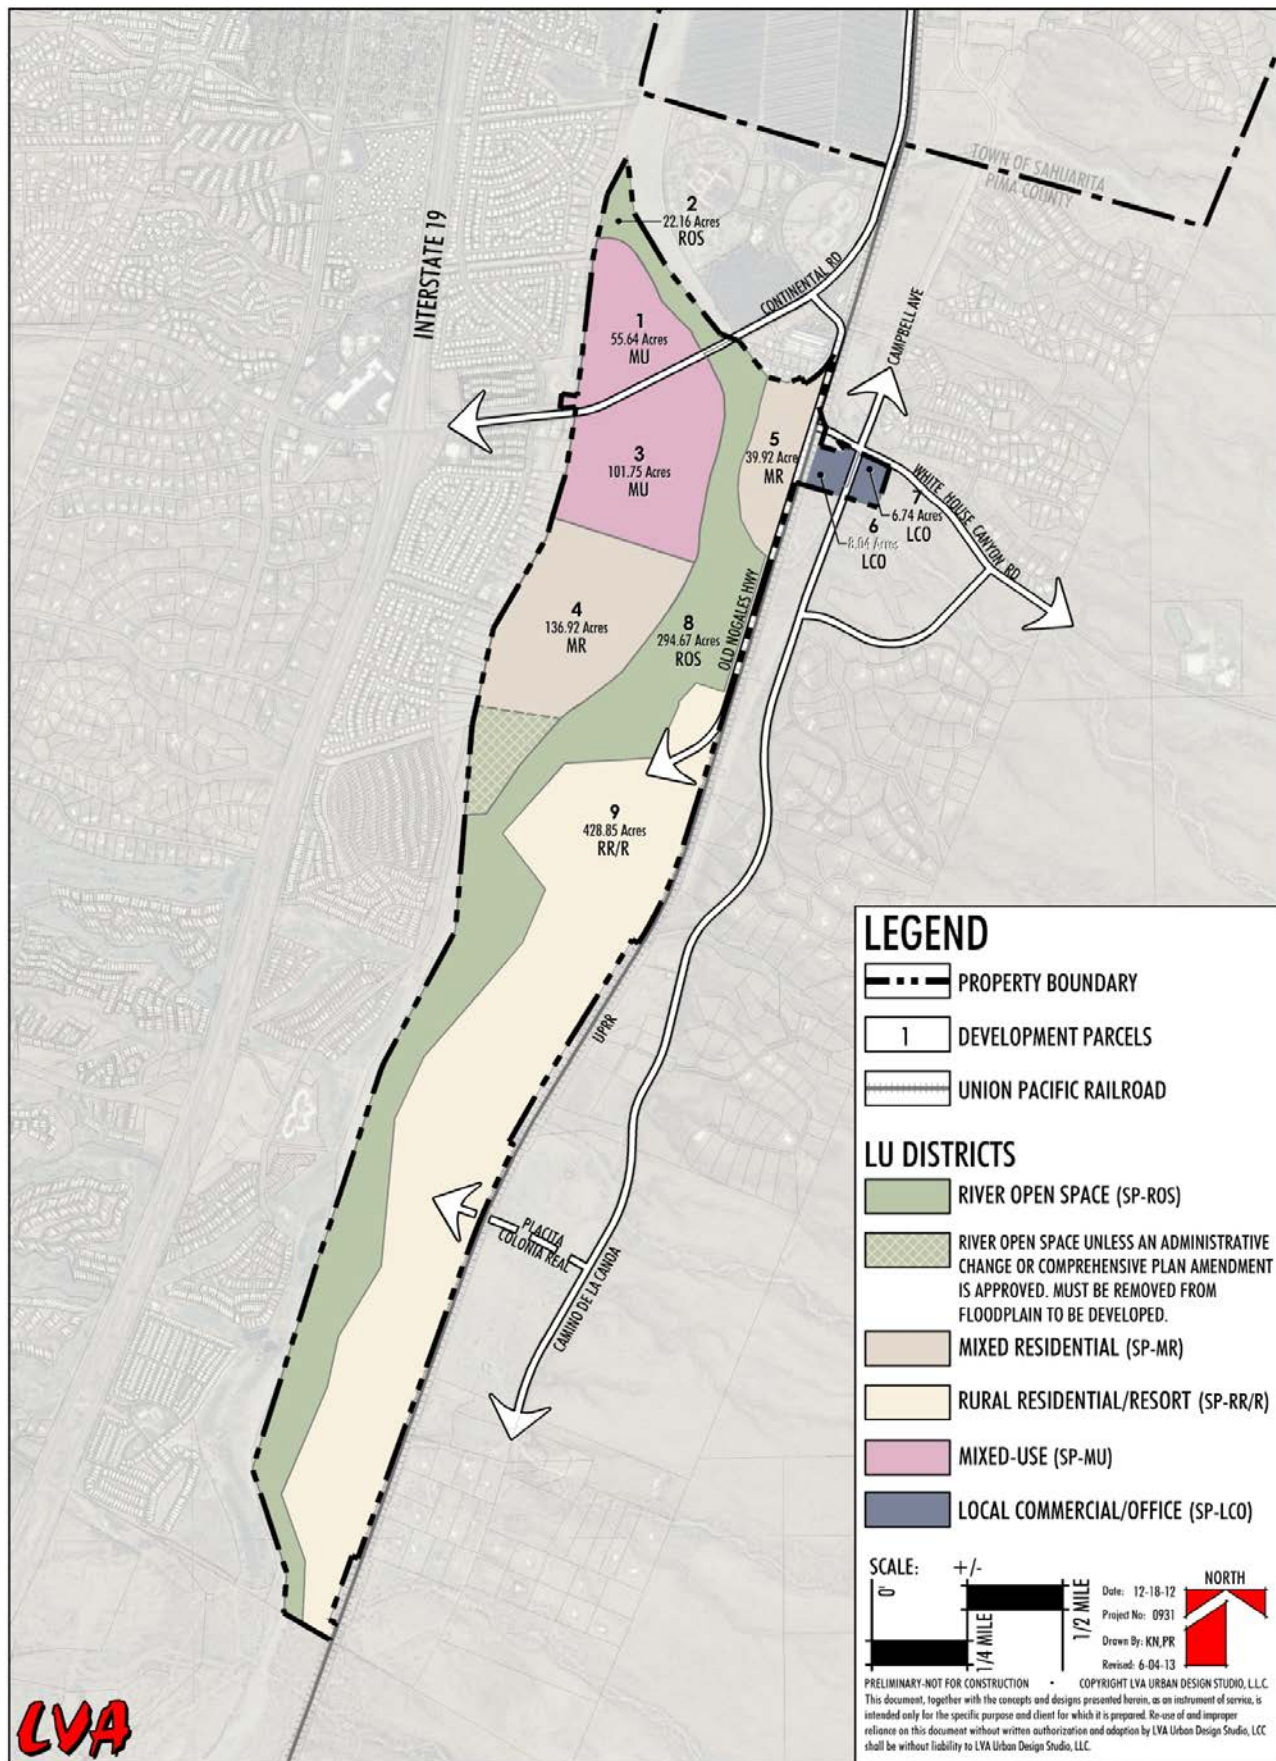 TOWN OF SAHUARITA
PIMA COUNTY
INTERSTATE 19
2
22.16 Acres
ROS
CONTINENTAL RD
1
55.64 Acres
MU
CAMPBELL AVE
3
101.75 Acres
MU
5
39.92 Acre
MR
WHITE HOUSE CANYON RD
7
6.74 Acres
LCO
6
8.04 Acres
LCO
4
136.92 Acres
MR
8
294.67 Acres
ROS
OLD NOGALES HWY
9
428.85 Acres
RR/R
UPRR
PLACITA
COLONIA REAL
CAMINO DE LA CANOA
LEGEND
PROPERTY BOUNDARY
1 DEVELOPMENT PARCELS
UNION PACIFIC RAILROAD
LU DISTRICTS
RIVER OPEN SPACE (SP-ROS)
RIVER OPEN SPACE UNLESS AN ADMINISTRATIVE
CHANGE OR COMPREHENSIVE PLAN AMENDMENT
IS APPROVED. MUST BE REMOVED FROM
FLOODPLAIN TO BE DEVELOPED.
MIXED RESIDENTIAL (SP-MR)
RURAL RESIDENTIAL/RESORT (SP-RR/R)
MIXED-USE (SP-MU)
LOCAL COMMERCIAL/OFFICE (SP-LCO)
SCALE: +/-
0'
1/4 MILE
1/2 MILE
Date: 12-18-12
Project No: 0931
Drawn By: KN,PR
Revised: 6-04-13
NORTH
PRELIMINARY-NOT FOR CONSTRUCTION • COPYRIGHT LVA URBAN DESIGN STUDIO, L.L.C.
This document, together with the concepts and designs presented herein, as an instrument of service, is
intended only for the specific purpose and client for which it is prepared. Re-use of and improper
reliance on this document without written authorization and adaption by LVA Urban Design Studio, LCC
shall be without liability to LVA Urban Design Studio, LLC.
LVA